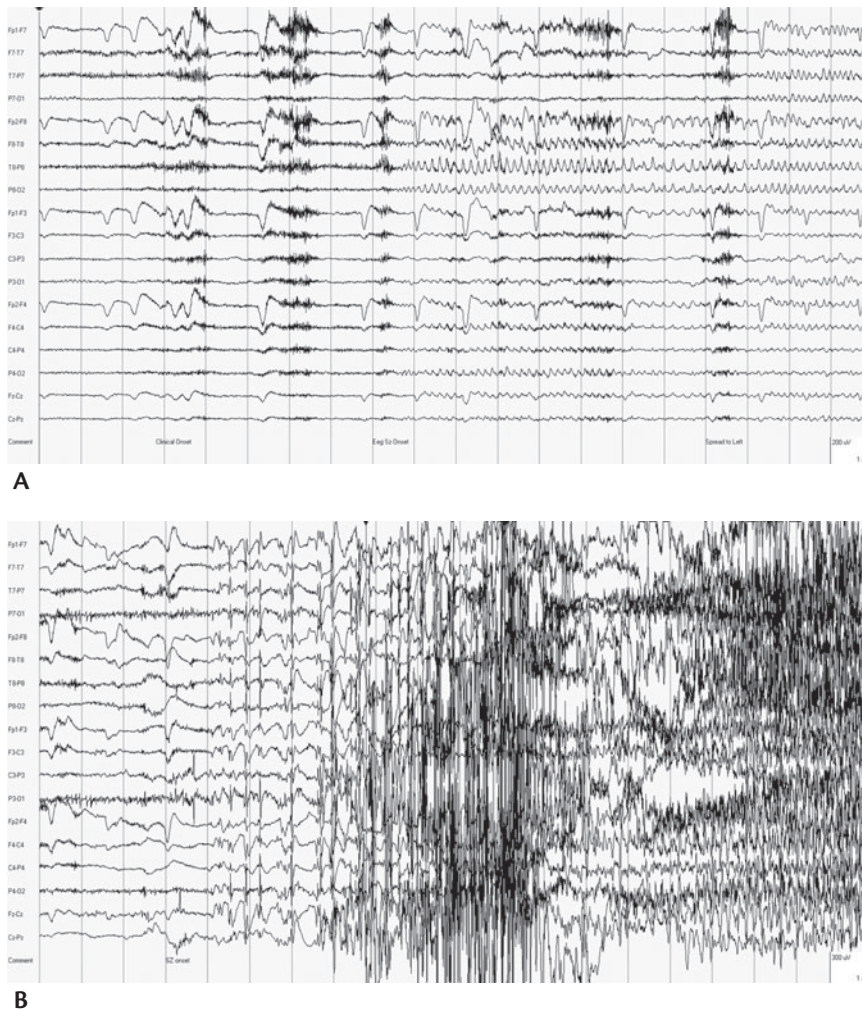 Fp1-F7
F7-T7
T7-P7
P7-O1
Fp2-F8
F8-T8
T8-P8
P8-O2
Fp1-F3
F3-C3
C3-P3
P3-O1
Fp2-F4
F4-C4
C4-P4
P4-O2
Fz-Cz
Cz-Pz
Comment Clinical Onset Eeg Sz Onset Spread to Left 200 uV
1
A
Fp1-F7
F7-T7
T7-P7
P7-O1
Fp2-F8
F8-T8
T8-P8
P8-O2
Fp1-F3
F3-C3
C3-P3
P3-O1
Fp2-F4
F4-C4
C4-P4
P4-O2
Fz-Cz
Cz-Pz
Comment SZ onset 300 uV
1
B